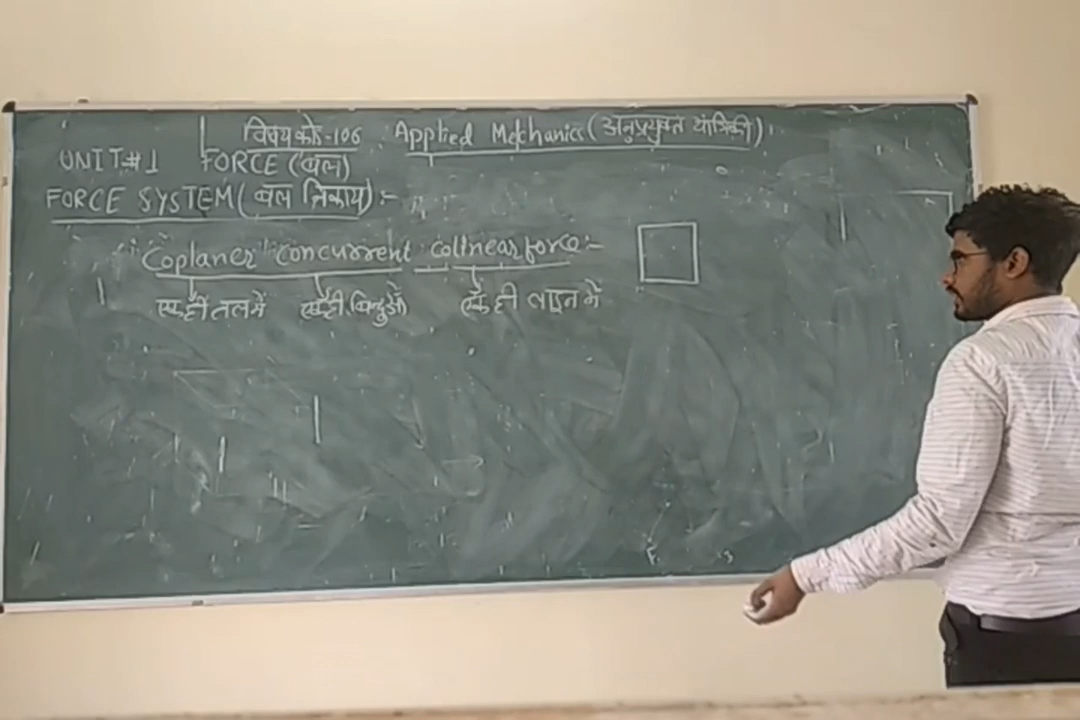 विषय कोड-106 Applied Mechanics (अनुप्रयुक्त यांत्रिकी)
UNIT#1 FORCE (बल)
FORCE SYSTEM (बल निकाय) :-
"Coplaner" concurrent colinear force :-
एक ही तल में एक ही बिन्दु से एक ही लाइन में